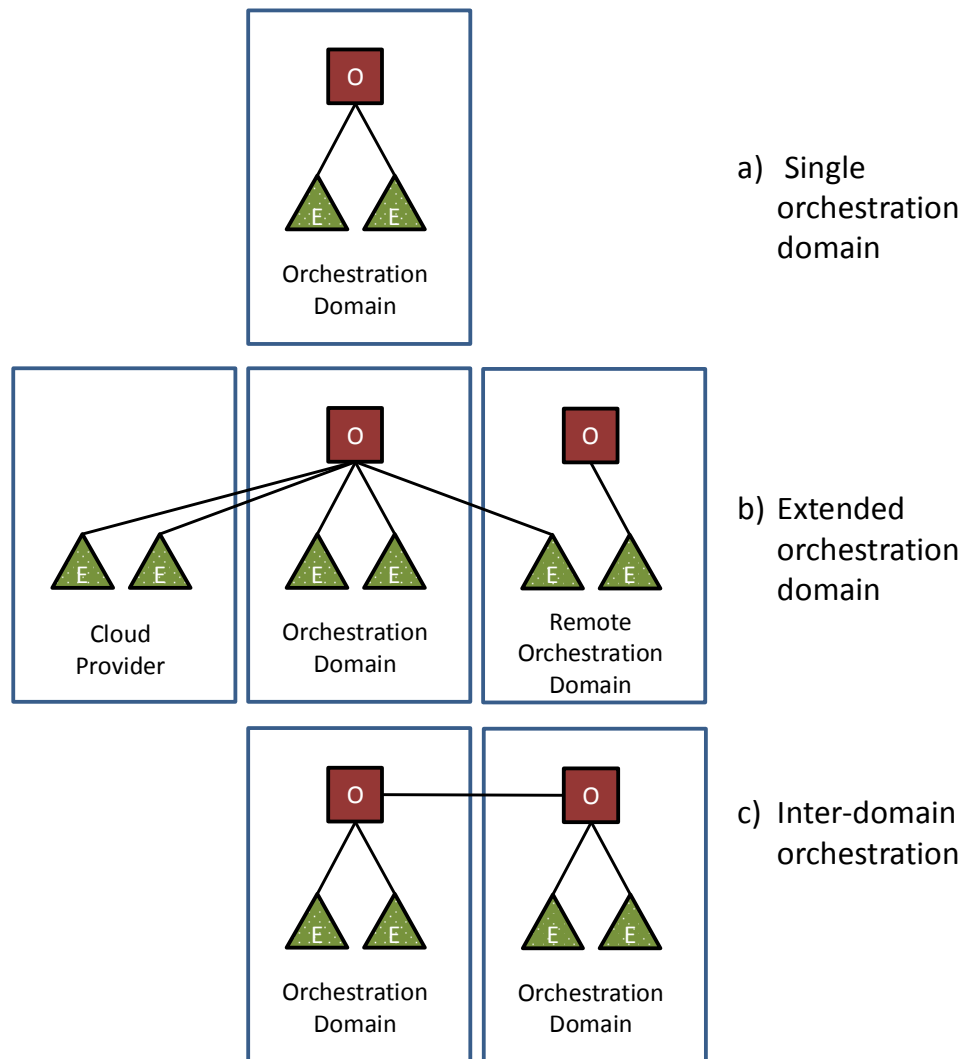 O
E E
Orchestration
Domain
a) Single
orchestration
domain
O O
E E E E E E
Cloud
Provider
Orchestration
Domain
Remote
Orchestration
Domain
b) Extended
orchestration
domain
O O
E E E E
Orchestration
Domain
Orchestration
Domain
c) Inter-domain
orchestration